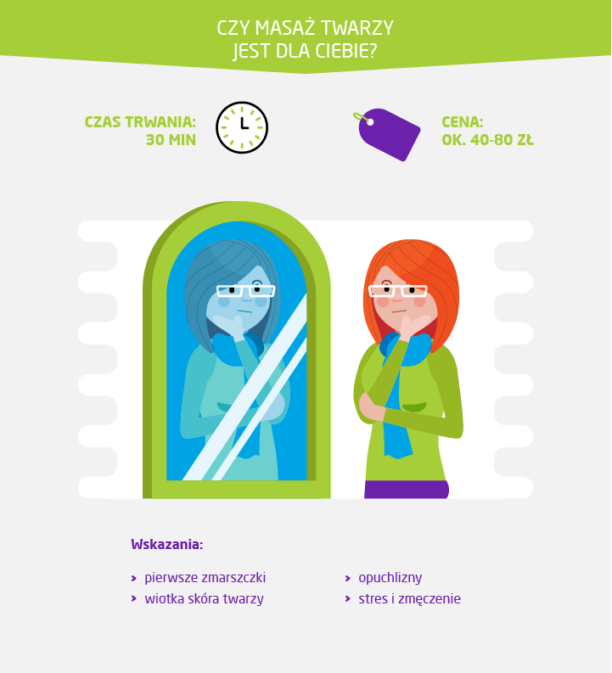 CZY MASAŻ TWARZY
JEST DLA CIEBIE?
CZAS TRWANIA:
30 MIN
CENA:
OK. 40-80 ZŁ
Wskazania:
pierwsze zmarszczki
wiotka skóra twarzy
opuchlizny
stres i zmęczenie